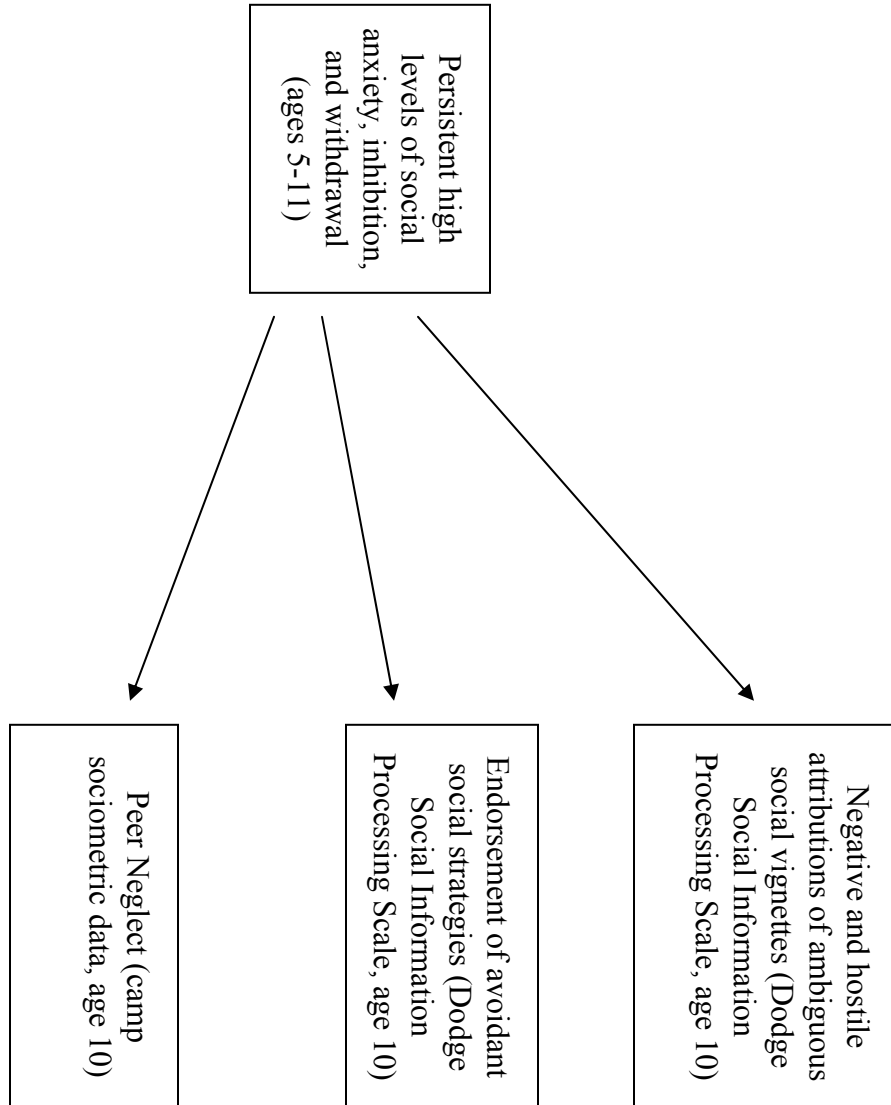 Persistent high
levels of social
anxiety, inhibition,
and withdrawal
(ages 5-11)
Negative and hostile
attributions of ambiguous
social vignettes (Dodge
Social Information
Processing Scale, age 10)
Endorsement of avoidant
social strategies (Dodge
Social Information
Processing Scale, age 10)
Peer Neglect (camp
sociometric data, age 10)